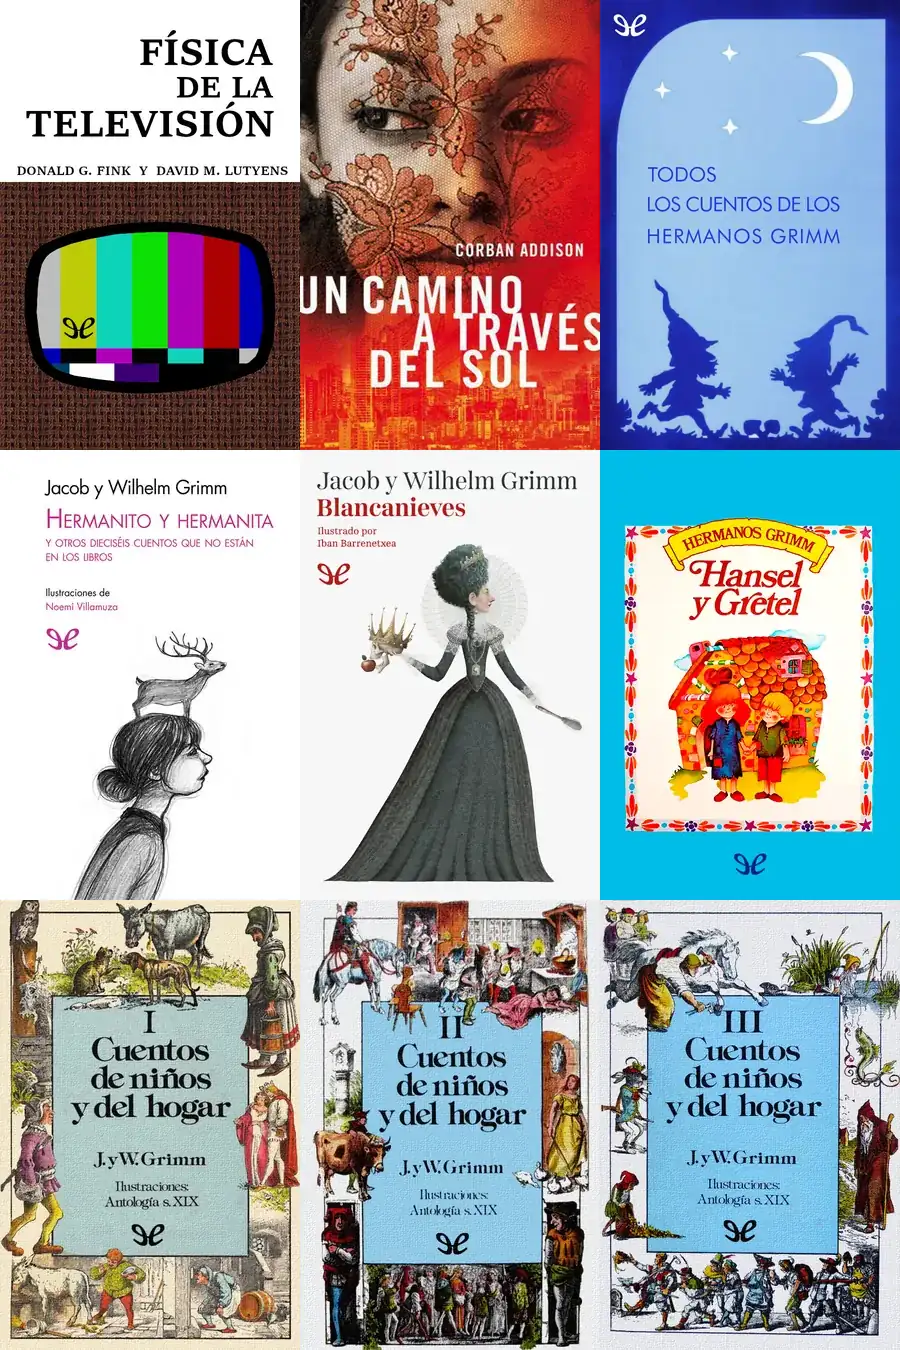 FÍSICA
DE LA
TELEVISIÓN
DONALD G. FINK Y DAVID M. LUTYENS
CORBAN ADDISON
UN CAMINO
A TRAVÉS
DEL SOL
TODOS
LOS CUENTOS DE LOS
HERMANOS GRIMM
Jacob y Wilhelm Grimm
HERMANITO Y HERMANITA
Y OTROS DIECISÉIS CUENTOS QUE NO ESTÁN
EN LOS LIBROS
Ilustraciones de
Noemí Villamuza
Jacob y Wilhelm Grimm
Blancanieves
Ilustrado por
Iban Barrenetxea
HERMANOS GRIMM
Hansel
y Gretel
I
Cuentos
de niños
y del hogar
J. y W. Grimm
Ilustraciones:
Antología s. XIX
II
Cuentos
de niños
y del hogar
J. y W. Grimm
Ilustraciones:
Antología s. XIX
III
Cuentos
de niños
y del hogar
J. y W. Grimm
Ilustraciones:
Antología s. XIX